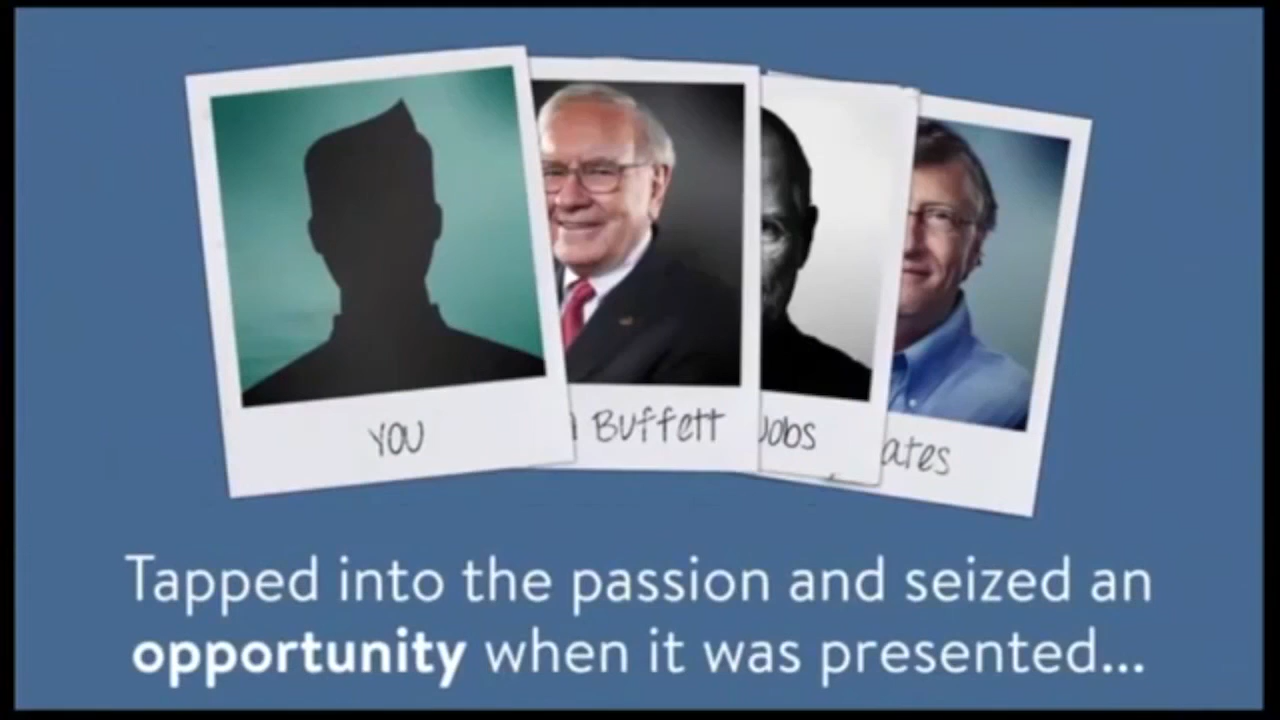 YOU
Buffett
Jobs
ates
Tapped into the passion and seized an
opportunity when it was presented...